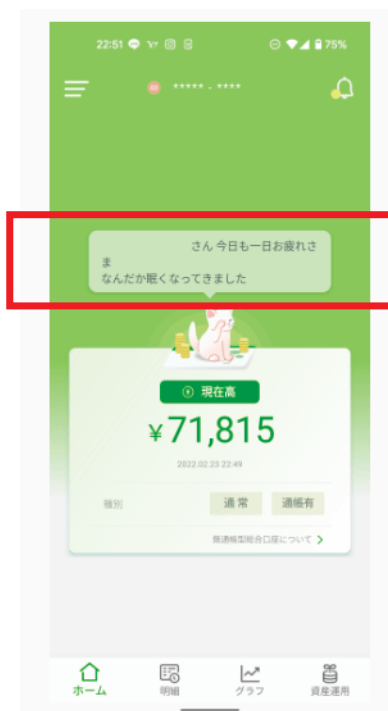 22:51
75%
***** - ****
さん 今日も一日お疲れさ
ま
なんだか眠くなってきました
現在高
¥71,815
2022.02.23 22:49
種別
通常
通帳有
無通帳型総合口座について
ホーム
明細
グラフ
資産運用